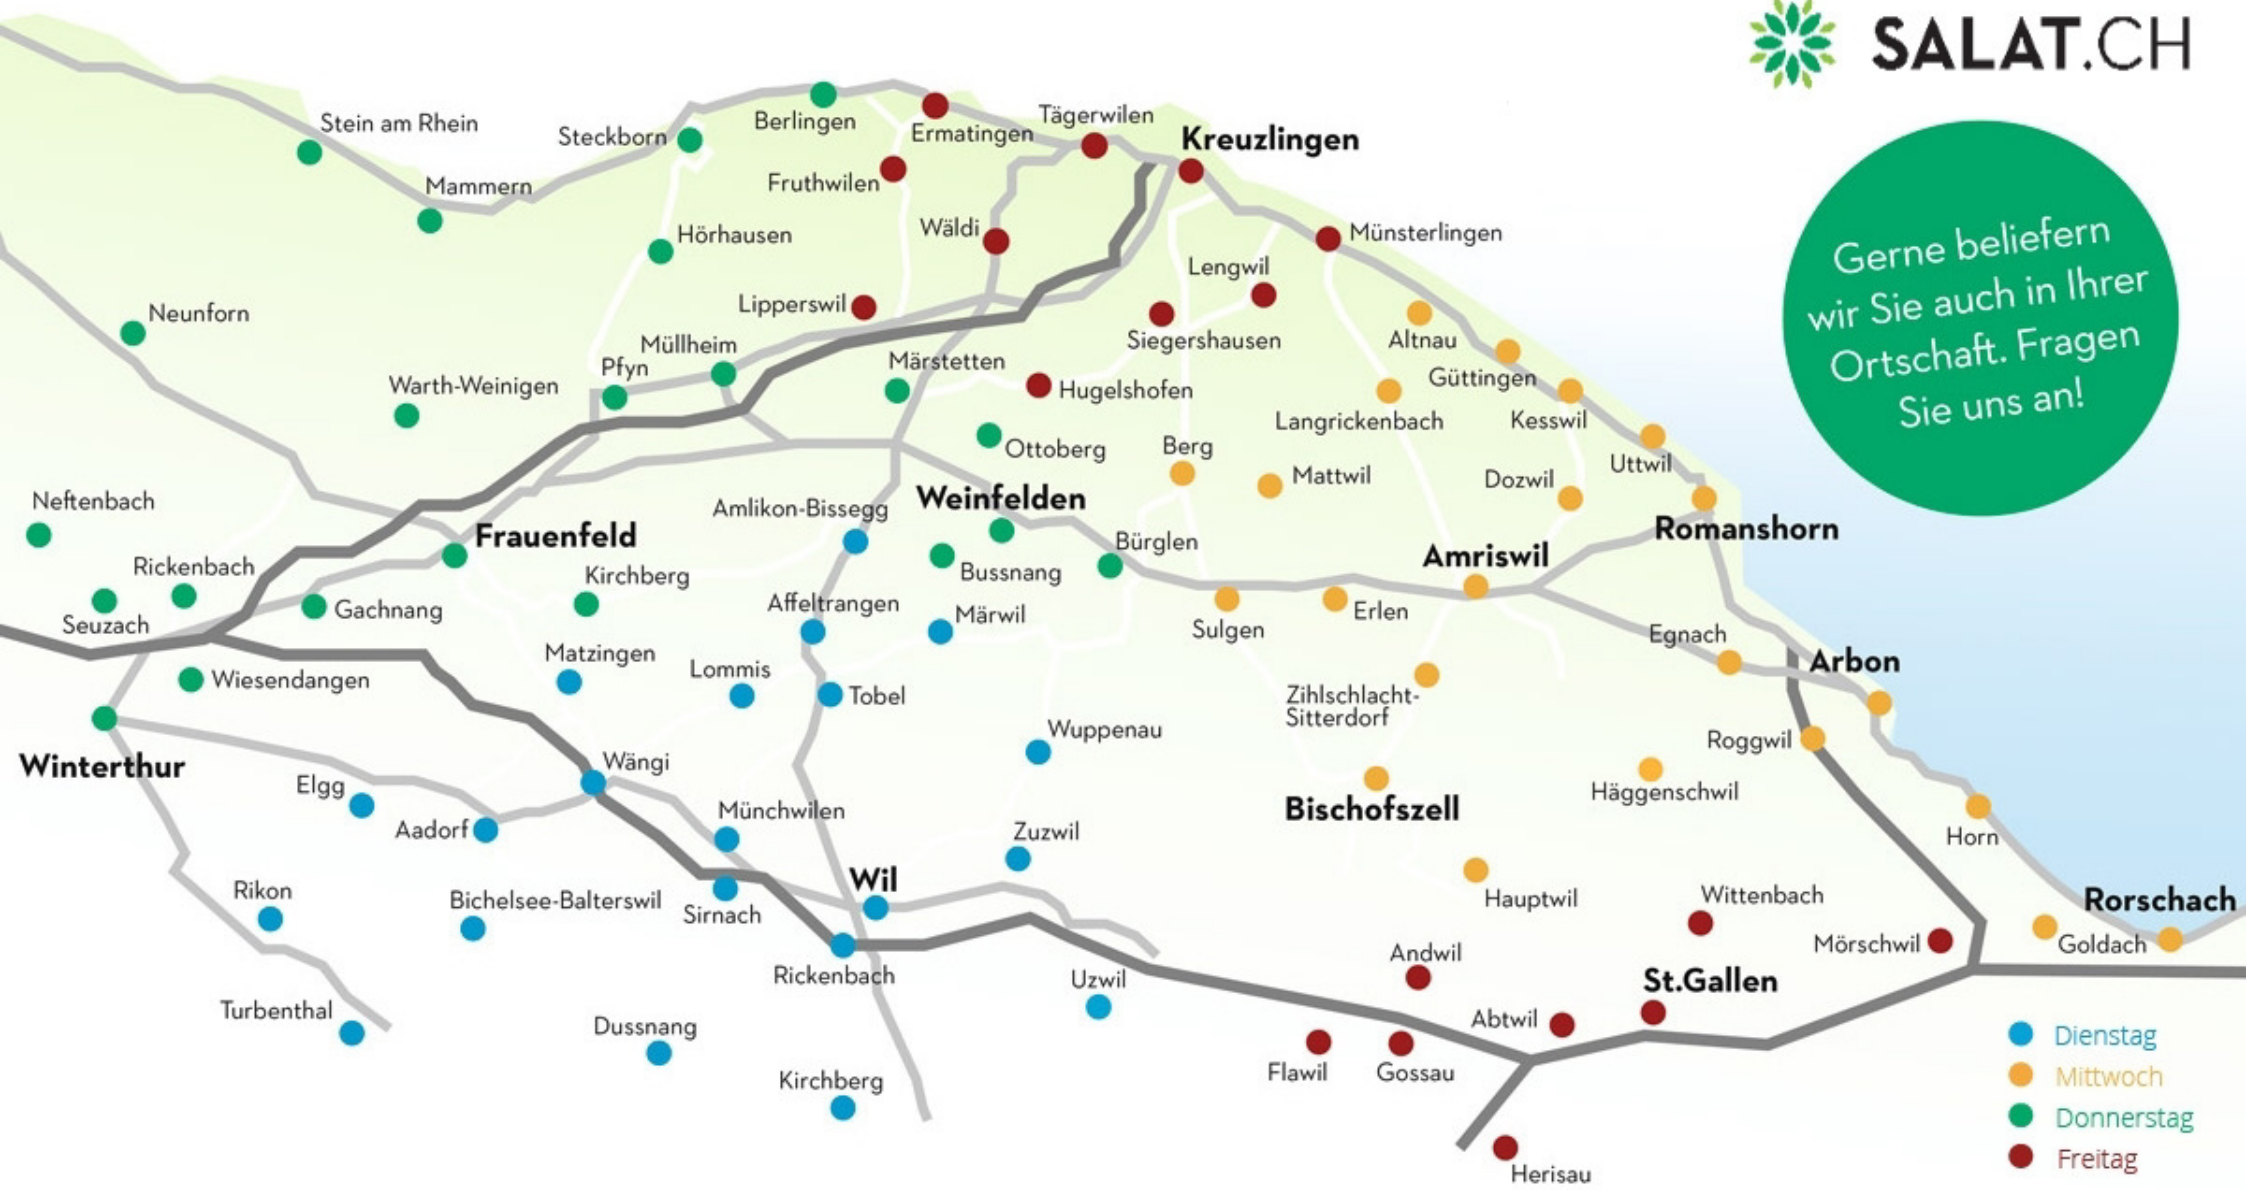 SALAT.CH
Gerne beliefern
wir Sie auch in Ihrer
Ortschaft. Fragen
Sie uns an!
Stein am Rhein
Mammern
Steckborn
Berlingen
Ermatingen
Tägerwilen
Kreuzlingen
Fruthwilen
Hörhausen
Wäldi
Münsterlingen
Lengwil
Neunforn
Lipperswil
Siegershausen
Altnau
Müllheim
Pfyn
Märstetten
Warth-Weinigen
Hugelshofen
Güttingen
Langrickenbach
Kesswil
Ottoberg
Berg
Mattwil
Dozwil
Uttwil
Neftenbach
Amlikon-Bissegg
Weinfelden
Romanshorn
Frauenfeld
Bürglen
Amriswil
Rickenbach
Kirchberg
Bussnang
Seuzach
Gachnang
Affeltrangen
Märwil
Sulgen
Erlen
Egnach
Matzingen
Lommis
Arbon
Wiesendangen
Tobel
Zihlschlacht-
Sitterdorf
Wuppenau
Roggwil
Winterthur
Wängi
Elgg
Häggenschwil
Münchwilen
Bischofszell
Aadorf
Zuzwil
Horn
Rikon
Bichelsee-Balterswil
Sirnach
Wil
Hauptwil
Wittenbach
Rorschach
Mörschwil
Goldach
Rickenbach
Uzwil
Andwil
St.Gallen
Turbenthal
Dussnang
Abtwil
Flawil
Gossau
Kirchberg
Herisau
Dienstag
Mittwoch
Donnerstag
Freitag